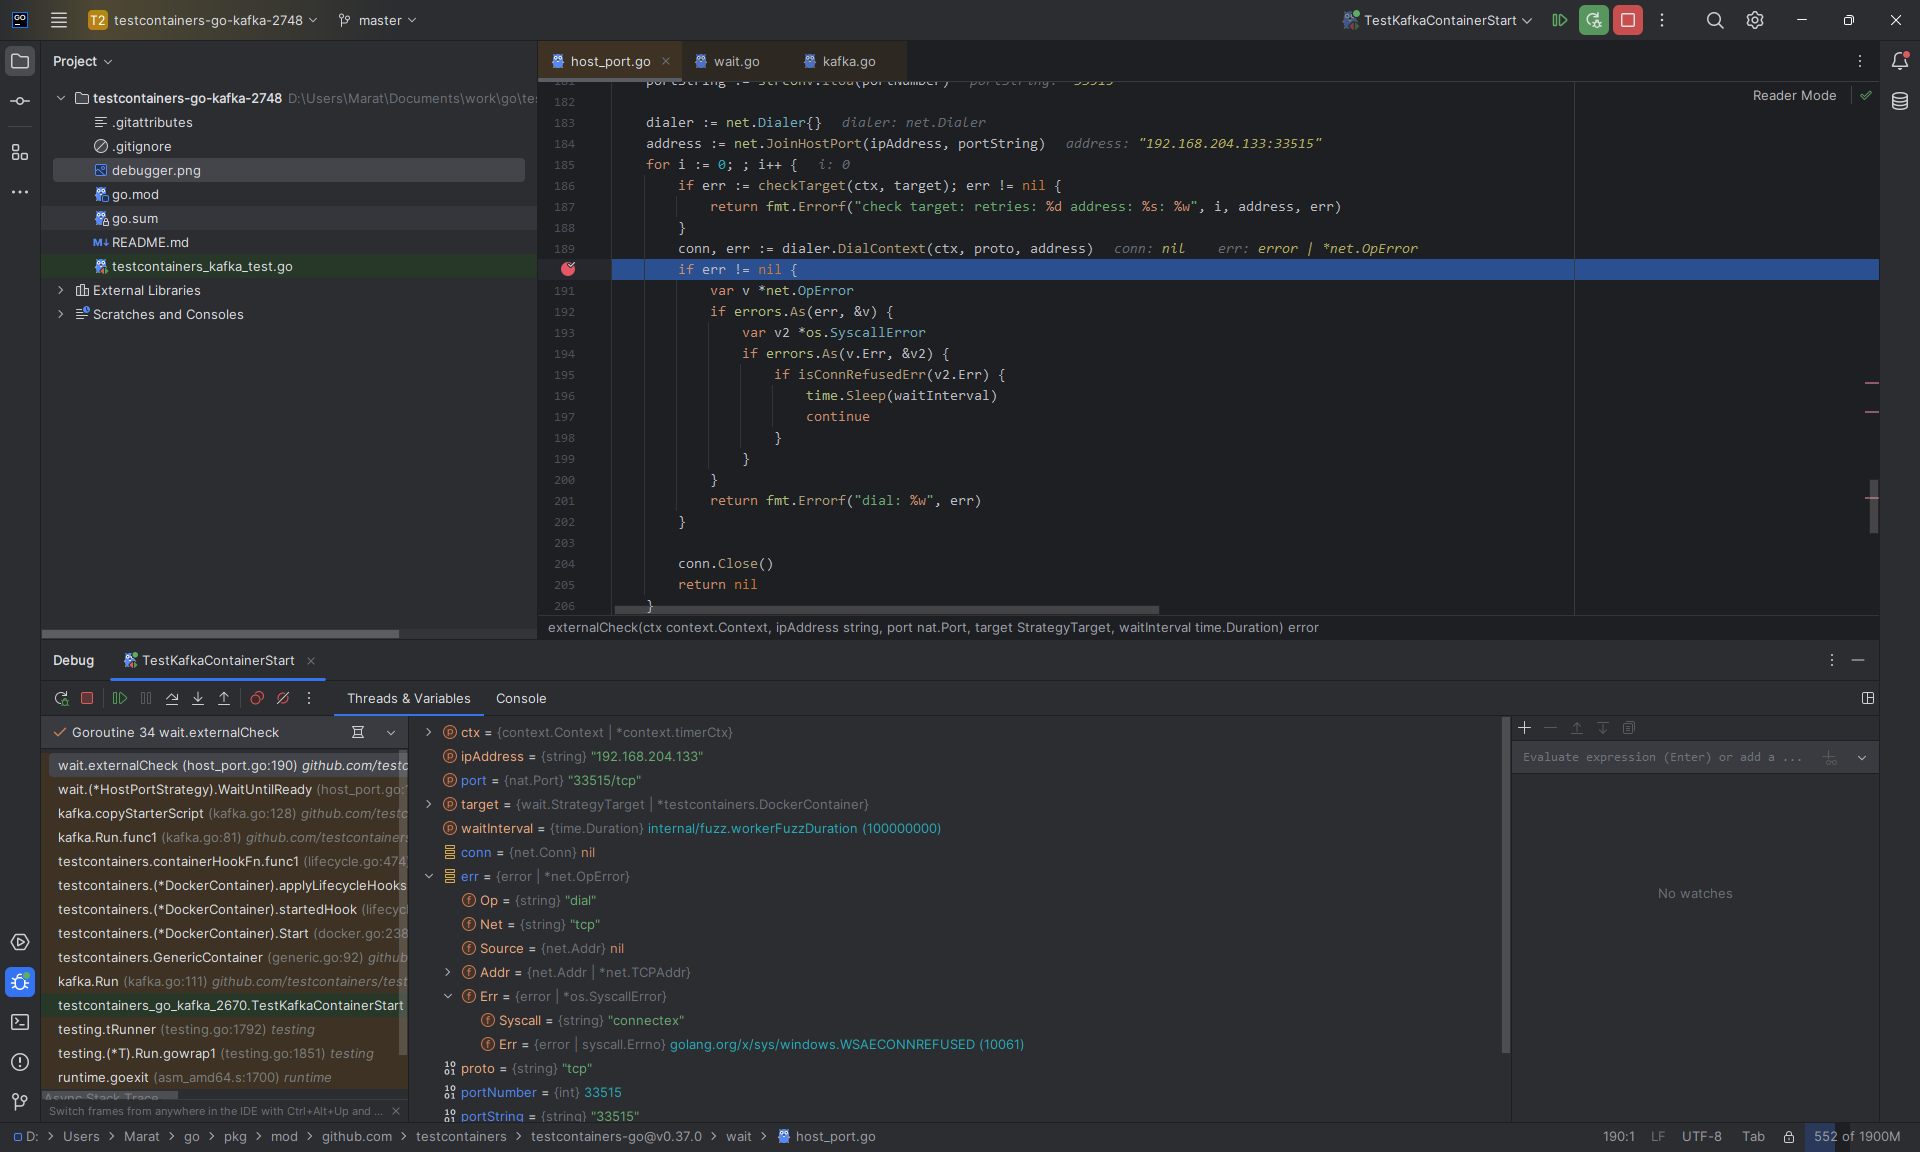 GO T2 testcontainers-go-kafka-2748 master TestKafkaContainerStart
Project
testcontainers-go-kafka-2748 D:\Users\Marat\Documents\work\go\
.gitattributes
.gitignore
debugger.png
go.mod
go.sum
README.md
testcontainers_kafka_test.go
External Libraries
Scratches and Consoles
host_port.go wait.go kafka.go
Reader Mode
182
183 dialer := net.Dialer{} dialer: net.Dialer
184 address := net.JoinHostPort(ipAddress, portString) address: "192.168.204.133:33515"
185 for i := 0; ; i++ { i: 0
186 if err := checkTarget(ctx, target); err != nil {
187 return fmt.Errorf("check target: retries: %d address: %s: %w", i, address, err)
188 }
189 conn, err := dialer.DialContext(ctx, proto, address) conn: nil err: error | *net.OpError
if err != nil {
191 var v *net.OpError
192 if errors.As(err, &v) {
193 var v2 *os.SyscallError
194 if errors.As(v.Err, &v2) {
195 if isConnRefusedErr(v2.Err) {
196 time.Sleep(waitInterval)
197 continue
198 }
199 }
200 }
201 return fmt.Errorf("dial: %w", err)
202 }
203
204 conn.Close()
205 return nil
206 }
externalCheck(ctx context.Context, ipAddress string, port nat.Port, target StrategyTarget, waitInterval time.Duration) error
Debug TestKafkaContainerStart
Threads & Variables Console
Goroutine 34 wait.externalCheck
wait.externalCheck (host_port.go:190) github.com/testc
wait.(*HostPortStrategy).WaitUntilReady (host_port.go:
kafka.copyStarterScript (kafka.go:128) github.com/testc
kafka.Run.func1 (kafka.go:81) github.com/testcontainers
testcontainers.containerHookFn.func1 (lifecycle.go:474)
testcontainers.(*DockerContainer).applyLifecycleHooks
testcontainers.(*DockerContainer).startedHook (lifecyc
testcontainers.(*DockerContainer).Start (docker.go:238
testcontainers.GenericContainer (generic.go:92) github
kafka.Run (kafka.go:111) github.com/testcontainers/test
testcontainers_go_kafka_2670.TestKafkaContainerStart
testing.tRunner (testing.go:1792) testing
testing.(*T).Run.gowrap1 (testing.go:1851) testing
runtime.goexit (asm_amd64.s:1700) runtime
Async Stack Trace
Switch frames from anywhere in the IDE with Ctrl+Alt+Up and ...
ctx = {context.Context | *context.timerCtx}
ipAddress = {string} "192.168.204.133"
port = {nat.Port} "33515/tcp"
target = {wait.StrategyTarget | *testcontainers.DockerContainer}
waitInterval = {time.Duration} internal/fuzz.workerFuzzDuration (100000000)
conn = {net.Conn} nil
err = {error | *net.OpError}
Op = {string} "dial"
Net = {string} "tcp"
Source = {net.Addr} nil
Addr = {net.Addr | *net.TCPAddr}
Err = {error | *os.SyscallError}
Syscall = {string} "connectex"
Err = {error | syscall.Errno} golang.org/x/sys/windows.WSAECONNREFUSED (10061)
proto = {string} "tcp"
portNumber = {int} 33515
portString = {string} "33515"
Evaluate expression (Enter) or add a ...
No watches
D: > Users > Marat > go > pkg > mod > github.com > testcontainers > testcontainers-go@v0.37.0 > wait > host_port.go
190:1 LF UTF-8 Tab 552 of 1900M